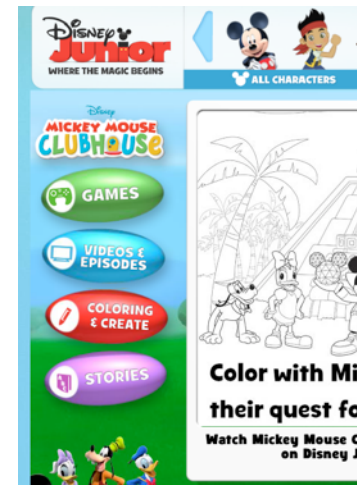 Disney
Junior
WHERE THE MAGIC BEGINS
ALL CHARACTERS
Disney
MICKEY MOUSE
CLUBHOUSE
GAMES
VIDEOS &
EPISODES
COLORING
& CREATE
STORIES
Color with Mi
their quest fo
Watch Mickey Mouse C
on Disney J